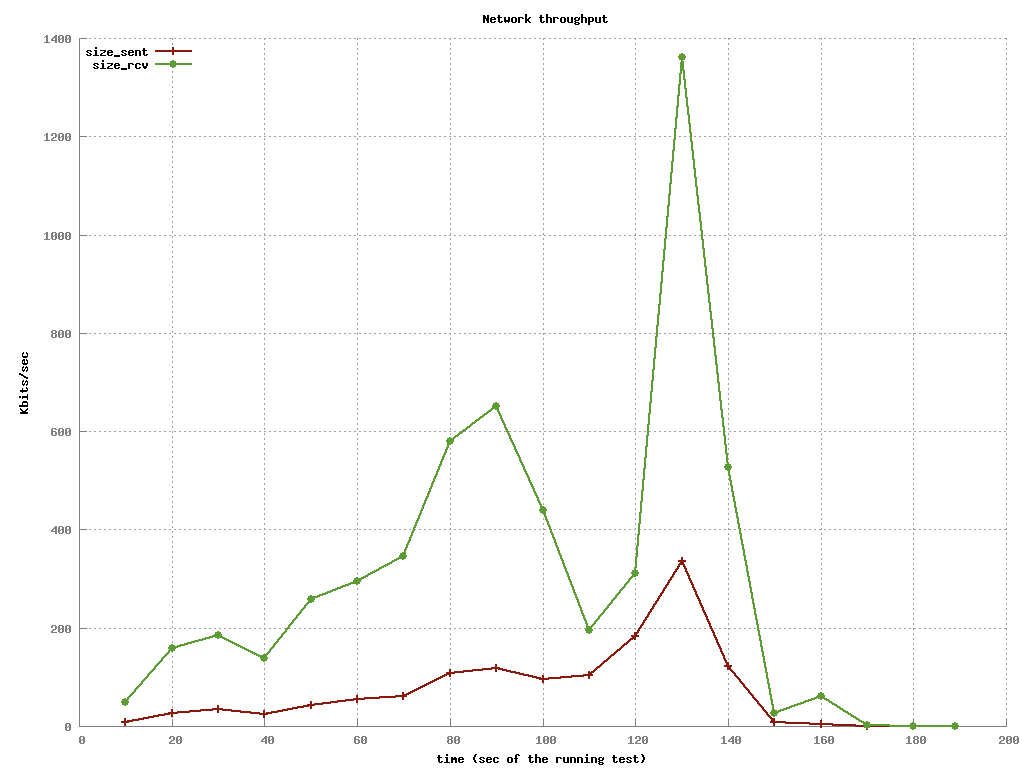 Network throughput
size_sent
size_rcv
1400
1200
1000
800
600
400
200
0
Kbits/sec
0 20 40 60 80 100 120 140 160 180 200
time (sec of the running test)